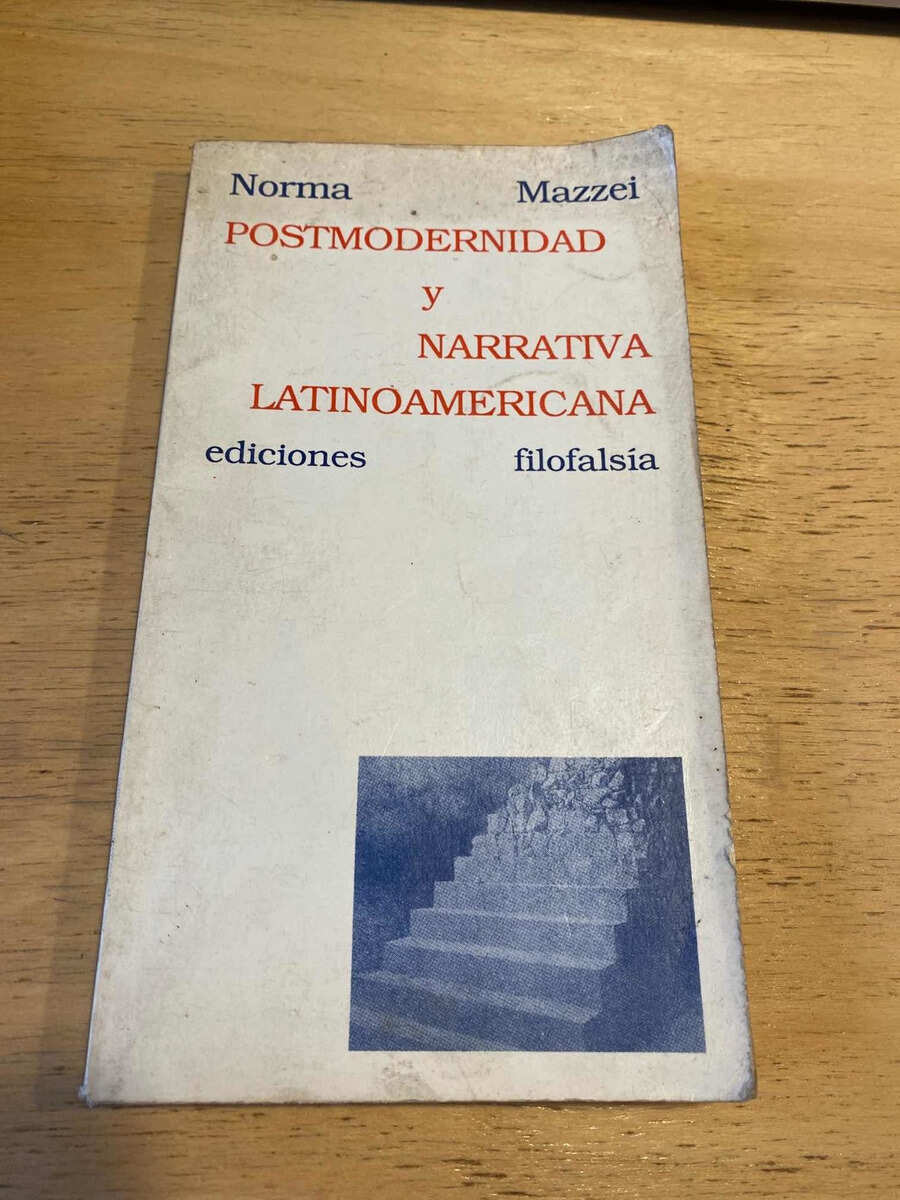 Norma Mazzei
POSTMODERNIDAD
y
NARRATIVA
LATINOAMERICANA
ediciones filofalsía